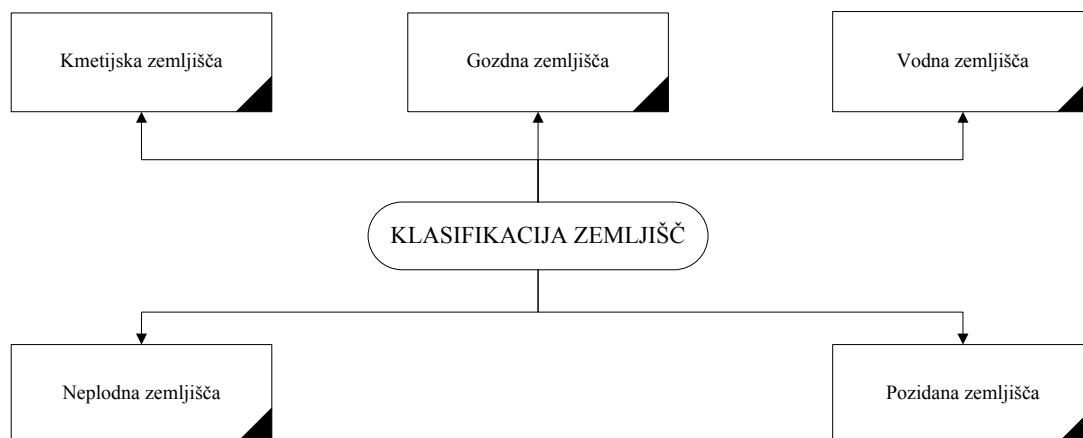 Kmetijska zemljišča
Gozdna zemljišča
Vodna zemljišča
KLASIFIKACIJA ZEMLJIŠČ
Neplodna zemljišča
Pozidana zemljišča